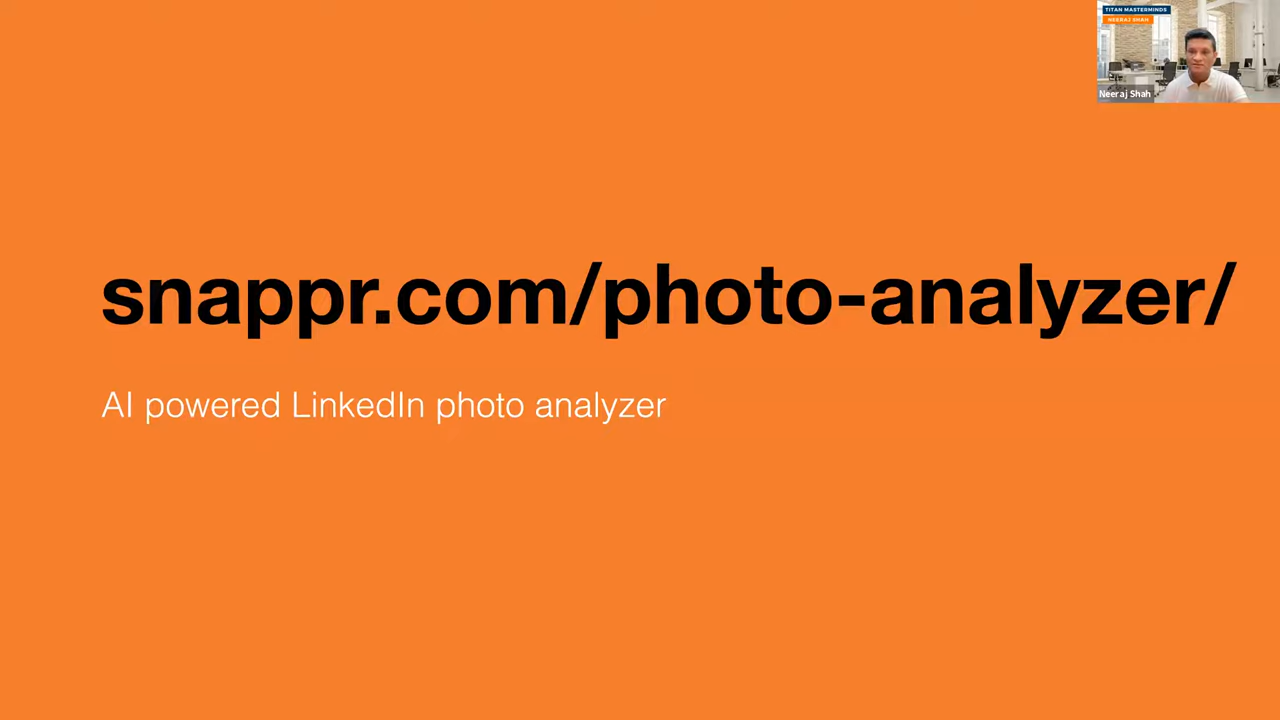 TITAN MASTERMINDS
NEERAJ SHAH
Neeraj Shah
snappr.com/photo-analyzer/
AI powered LinkedIn photo analyzer